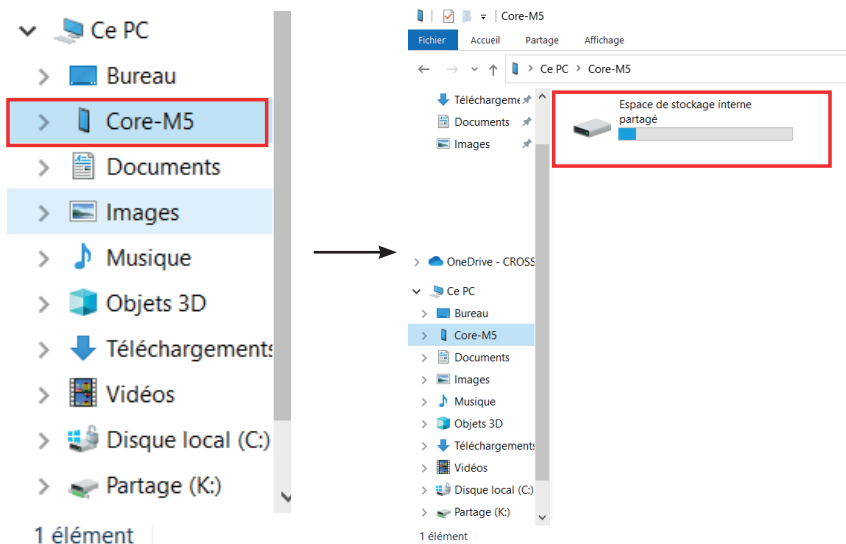 Ce PC
Bureau
Core-M5
Documents
Images
Musique
Objets 3D
Téléchargements
Vidéos
Disque local (C:)
Partage (K:)
1 élément
Core-M5
Fichier Accueil Partage Affichage
Ce PC > Core-M5
Téléchargeme
Documents
Images
OneDrive - CROSS
Ce PC
Bureau
Core-M5
Documents
Images
Musique
Objets 3D
Téléchargements
Vidéos
Disque local (C:)
Partage (K:)
1 élément
Espace de stockage interne
partagé